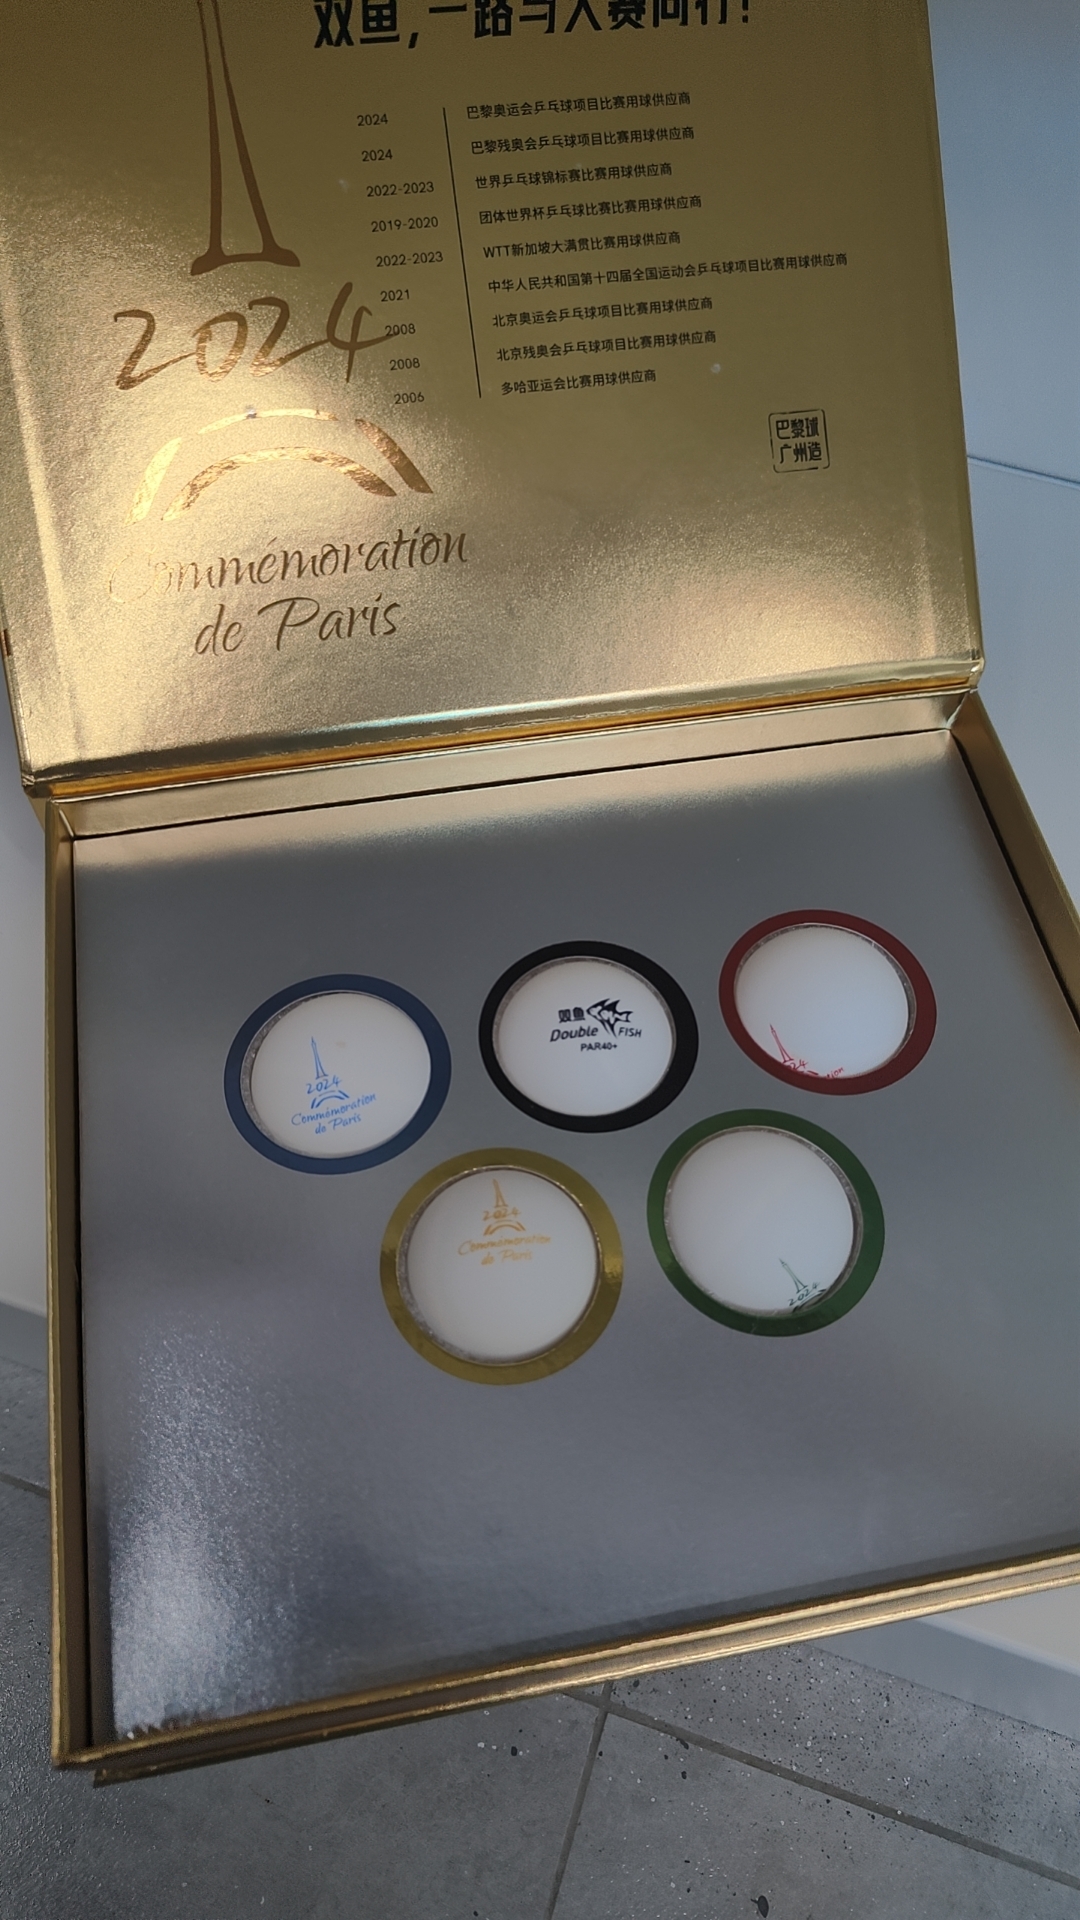 双鱼，一路与大赛同行！
2024 巴黎奥运会乒乓球项目比赛用球供应商
2024 巴黎残奥会乒乓球项目比赛用球供应商
2022-2023 世界乒乓球锦标赛比赛用球供应商
2019-2020 团体世界杯乒乓球比赛比赛用球供应商
2022-2023 WTT新加坡大满贯比赛用球供应商
2021 中华人民共和国第十四届全国运动会乒乓球项目比赛用球供应商
2008 北京奥运会乒乓球项目比赛用球供应商
2008 北京残奥会乒乓球项目比赛用球供应商
2006 多哈亚运会比赛用球供应商
2024
Commémoration
de Paris
巴黎球
广州造
2024
Commémoration
de Paris
双鱼
Double FISH
PAR40+
2024
Commémoration
de Paris
2024